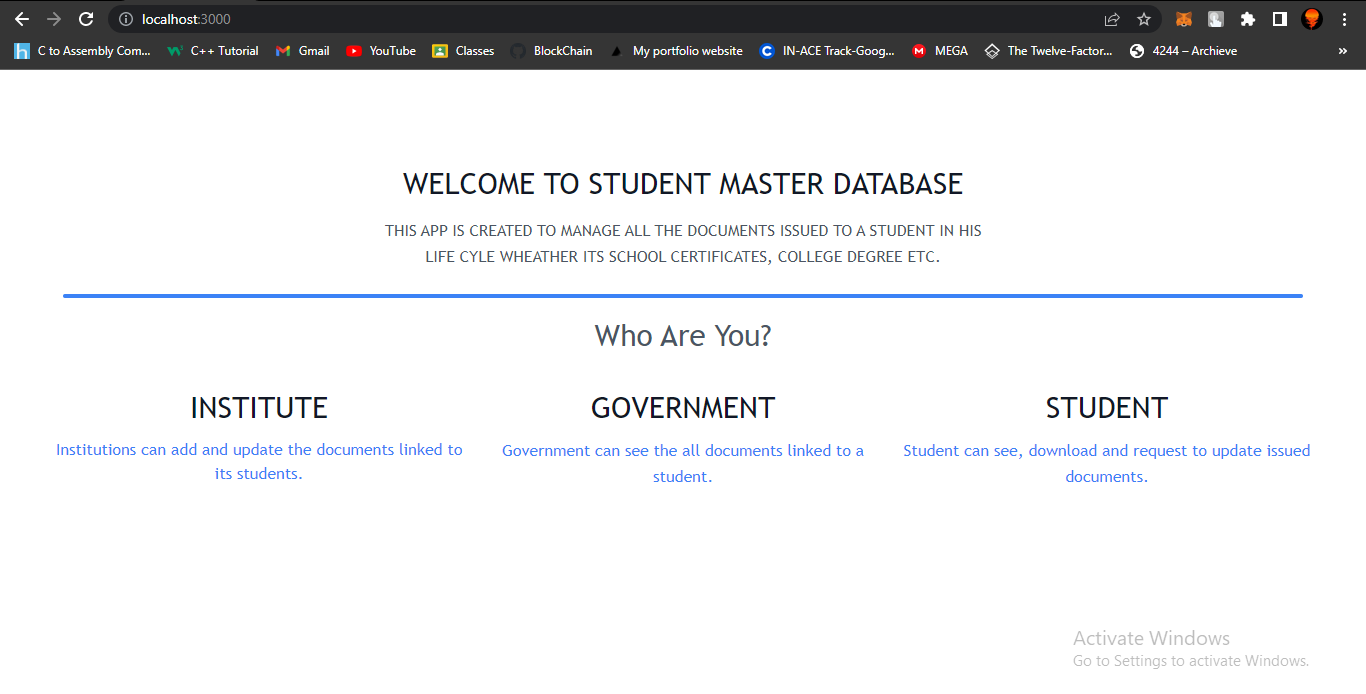 localhost:3000
C to Assembly Com... C++ Tutorial Gmail YouTube Classes BlockChain My portfolio website IN-ACE Track-Goog... MEGA The Twelve-Factor... 4244 – Archieve »
WELCOME TO STUDENT MASTER DATABASE
THIS APP IS CREATED TO MANAGE ALL THE DOCUMENTS ISSUED TO A STUDENT IN HIS
LIFE CYLE WHEATHER ITS SCHOOL CERTIFICATES, COLLEGE DEGREE ETC.
Who Are You?
INSTITUTE
Institutions can add and update the documents linked to
its students.
GOVERNMENT
Government can see the all documents linked to a
student.
STUDENT
Student can see, download and request to update issued
documents.
Activate Windows
Go to Settings to activate Windows.